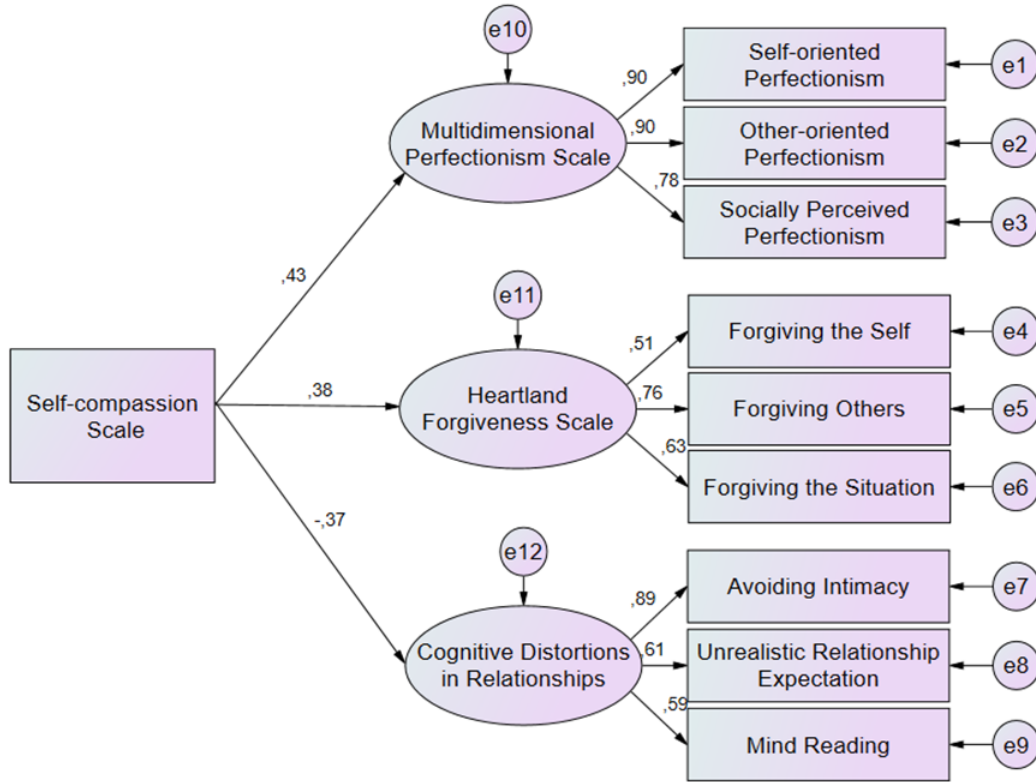 e10
Multidimensional
Perfectionism Scale
,90
,90
,78
Self-oriented
Perfectionism
e1
Other-oriented
Perfectionism
e2
Socially Perceived
Perfectionism
e3
,43
Self-compassion
Scale
,38
-,37
e11
Heartland
Forgiveness Scale
,51
,76
,63
Forgiving the Self
e4
Forgiving Others
e5
Forgiving the Situation
e6
e12
Cognitive Distortions
in Relationships
,89
,61
,59
Avoiding Intimacy
e7
Unrealistic Relationship
Expectation
e8
Mind Reading
e9